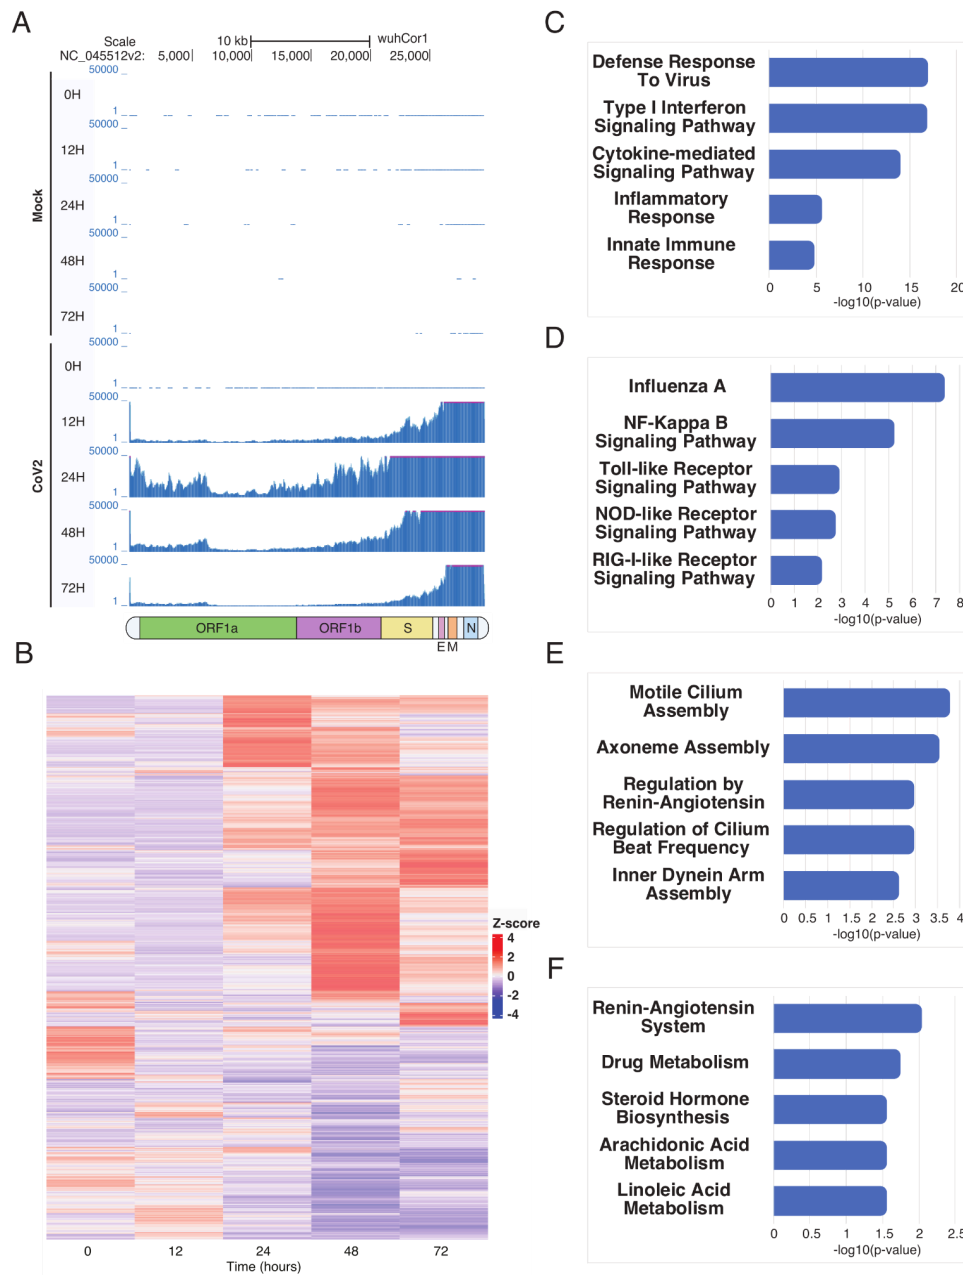 A
Scale
10 kb
wuhCor1
NC_045512v2:
5,000
10,000
15,000
20,000
25,000
Mock
50000
0H
1
50000
12H
1
50000
24H
1
50000
48H
1
50000
72H
1
CoV2
50000
0H
1
50000
12H
1
50000
24H
1
50000
48H
1
50000
72H
1
ORF1a
ORF1b
S
E M
N
B
Z-score
4
2
0
-2
-4
0
12
24
48
72
Time (hours)
C
Defense Response
To Virus
Type I Interferon
Signaling Pathway
Cytokine-mediated
Signaling Pathway
Inflammatory
Response
Innate Immune
Response
0 5 10 15 20
-log10(p-value)
D
Influenza A
NF-Kappa B
Signaling Pathway
Toll-like Receptor
Signaling Pathway
NOD-like Receptor
Signaling Pathway
RIG-I-like Receptor
Signaling Pathway
0 1 2 3 4 5 6 7 8
-log10(p-value)
E
Motile Cilium
Assembly
Axoneme Assembly
Regulation by
Renin-Angiotensin
Regulation of Cilium
Beat Frequency
Inner Dynein Arm
Assembly
0 0.5 1 1.5 2 2.5 3 3.5 4
-log10(p-value)
F
Renin-Angiotensin
System
Drug Metabolism
Steroid Hormone
Biosynthesis
Arachidonic Acid
Metabolism
Linoleic Acid
Metabolism
0 0.5 1 1.5 2 2.5
-log10(p-value)